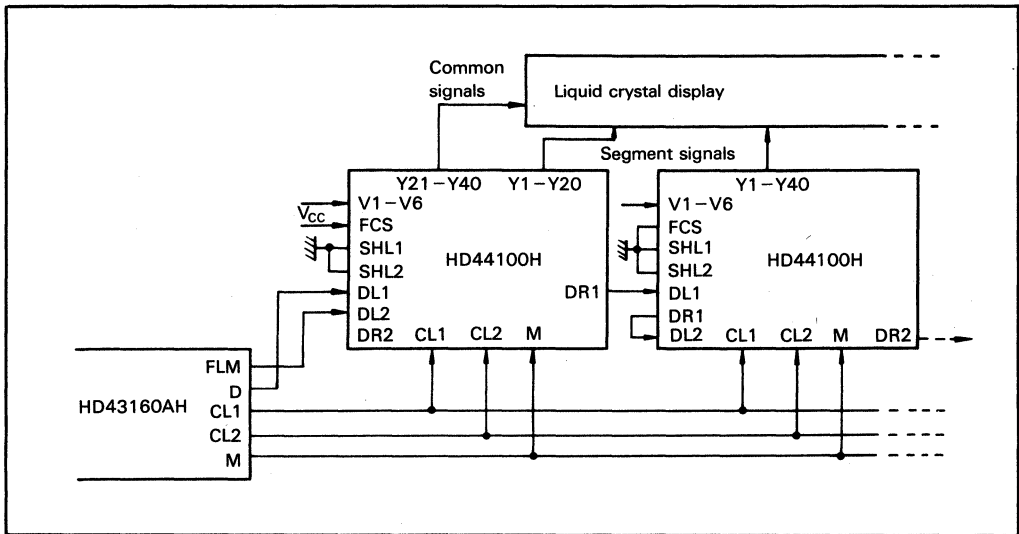 Common
signals
Liquid crystal display
Segment signals
Y21−Y40
Y1−Y20
V1−V6
VCC
FCS
SHL1
SHL2
HD44100H
DL1
DR1
DL2
DR2
CL1
CL2
M
Y1−Y40
V1−V6
FCS
SHL1
SHL2
HD44100H
DL1
DR1
DL2
CL1
CL2
M
DR2
HD43160AH
FLM
D
CL1
CL2
M